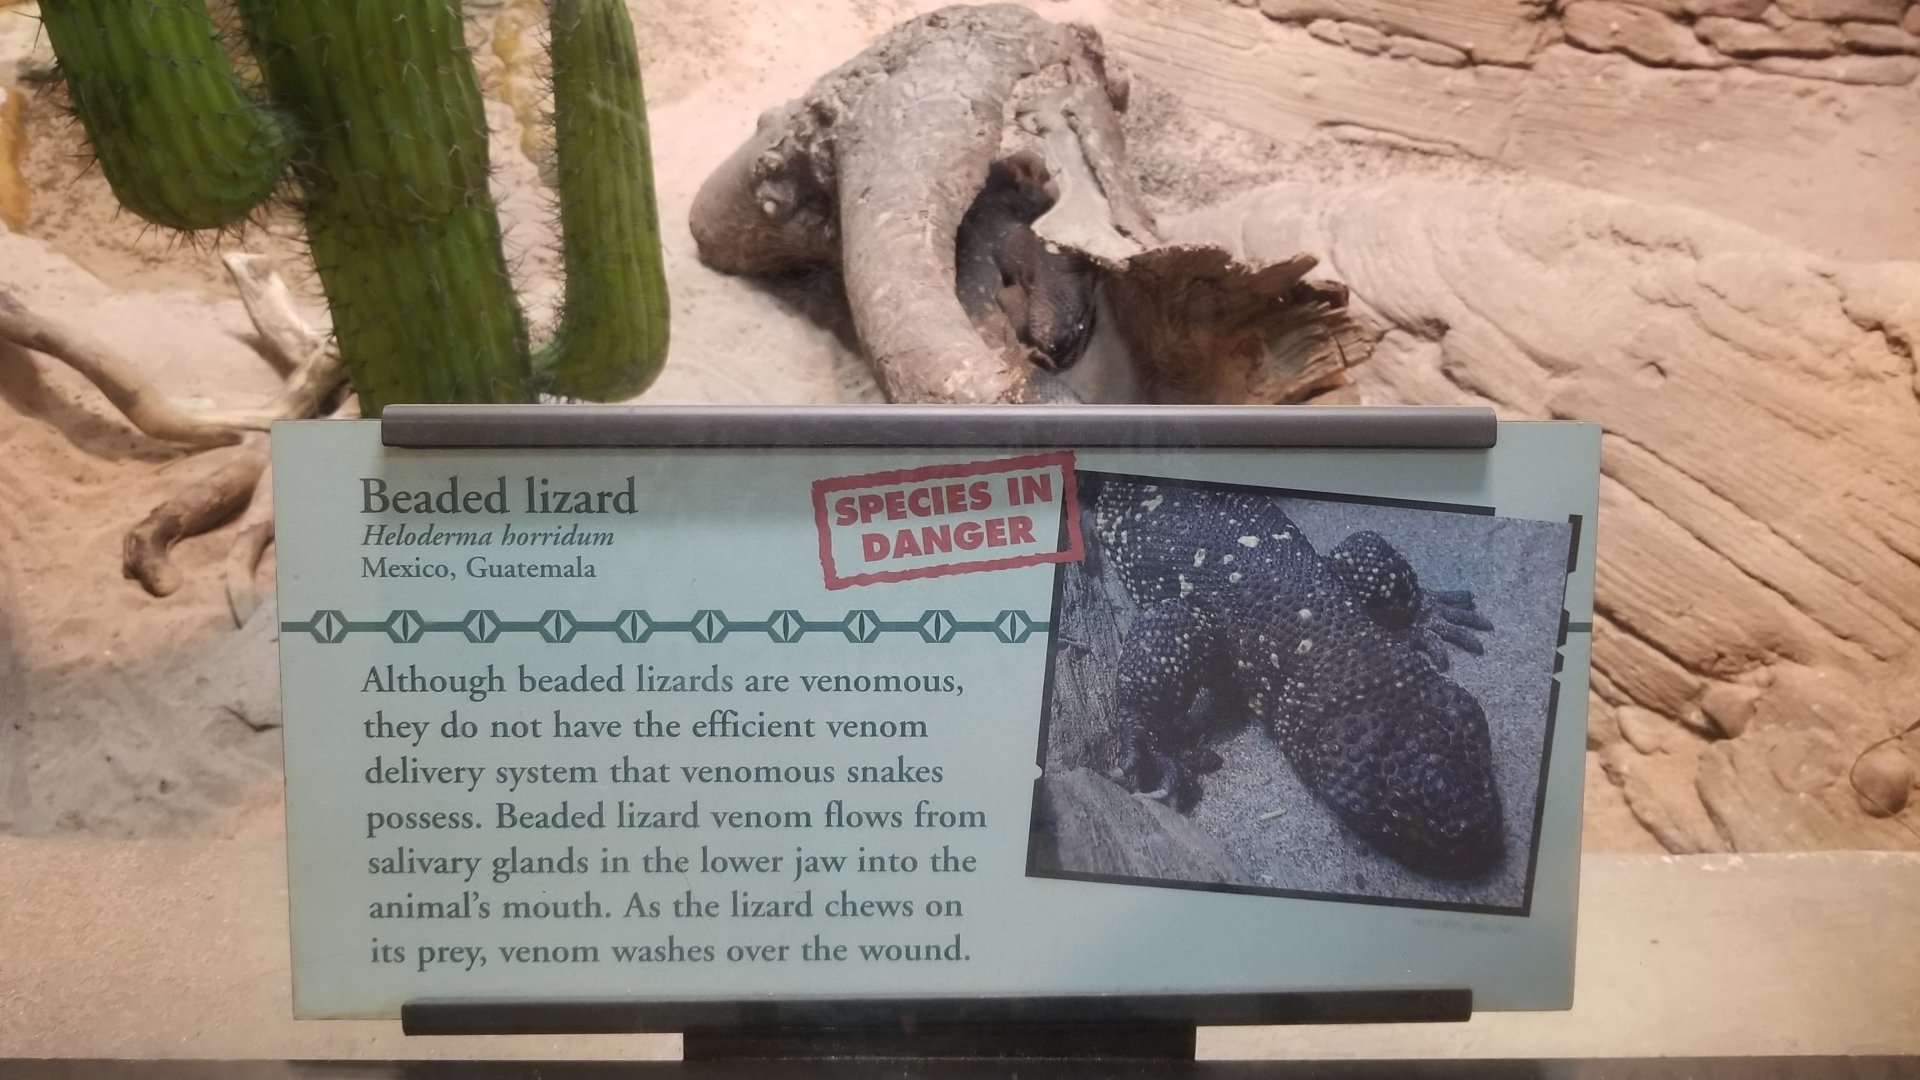 Beaded lizard
Heloderma horridum
Mexico, Guatemala
SPECIES IN
DANGER
Although beaded lizards are venomous,
they do not have the efficient venom
delivery system that venomous snakes
possess. Beaded lizard venom flows from
salivary glands in the lower jaw into the
animal's mouth. As the lizard chews on
its prey, venom washes over the wound.